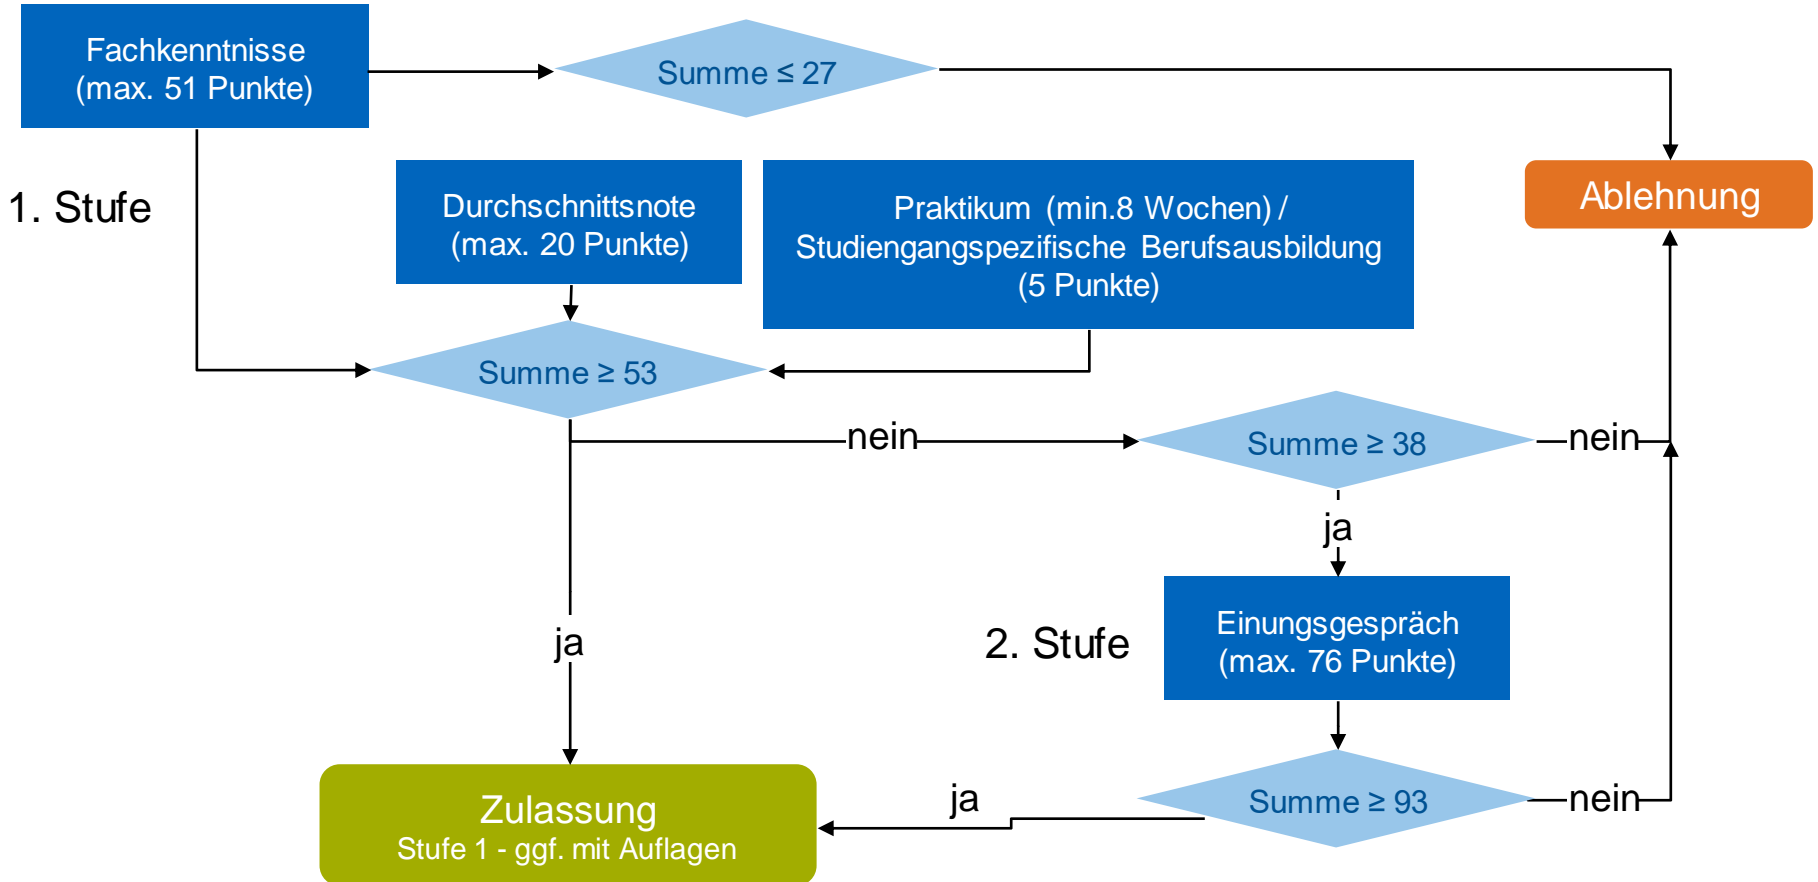 Fachkenntnisse
(max. 51 Punkte)
Summe ≤ 27
1. Stufe
Durchschnittsnote
(max. 20 Punkte)
Praktikum (min.8 Wochen) /
Studiengangspezifische Berufsausbildung
(5 Punkte)
Ablehnung
Summe ≥ 53
nein
Summe ≥ 38
nein
ja
ja
2. Stufe
Einungsgespräch
(max. 76 Punkte)
Zulassung
Stufe 1 - ggf. mit Auflagen
ja
Summe ≥ 93
nein